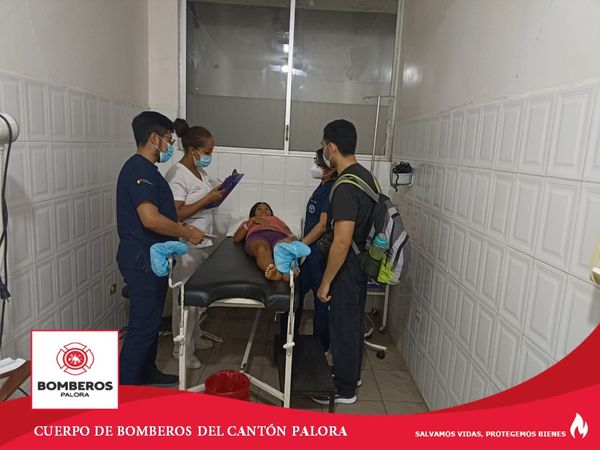 BOMBEROS
PALORA
CUERPO DE BOMBEROS DEL CANTÓN PALORA
SALVAMOS VIDAS, PROTEGEMOS BIENES